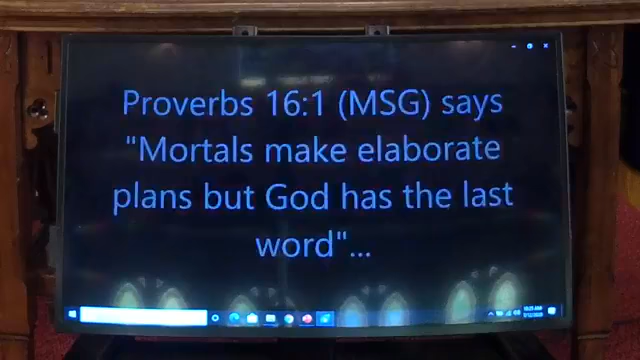 Proverbs 16:1 (MSG) says
"Mortals make elaborate
plans but God has the last
word"...